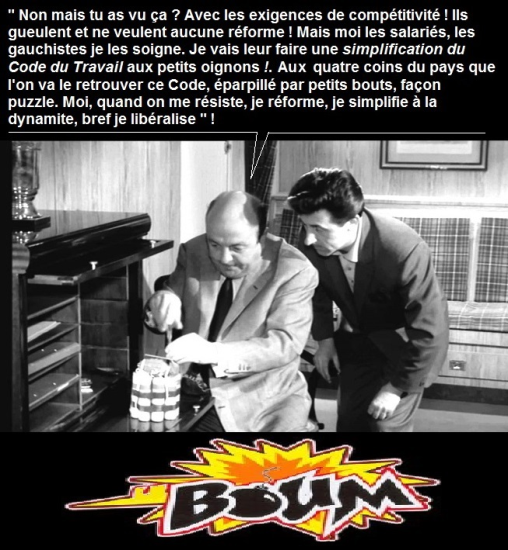 " Non mais tu as vu ça ? Avec les exigences de compétitivité ! Ils
gueulent et ne veulent aucune réforme ! Mais moi les salariés, les
gauchistes je les soigne. Je vais leur faire une simplification du
Code du Travail aux petits oignons !. Aux quatre coins du pays que
l'on va le retrouver ce Code, éparpillé par petits bouts, façon
puzzle. Moi, quand on me résiste, je réforme, je simplifie à la
dynamite, bref je libéralise " !
BOUM